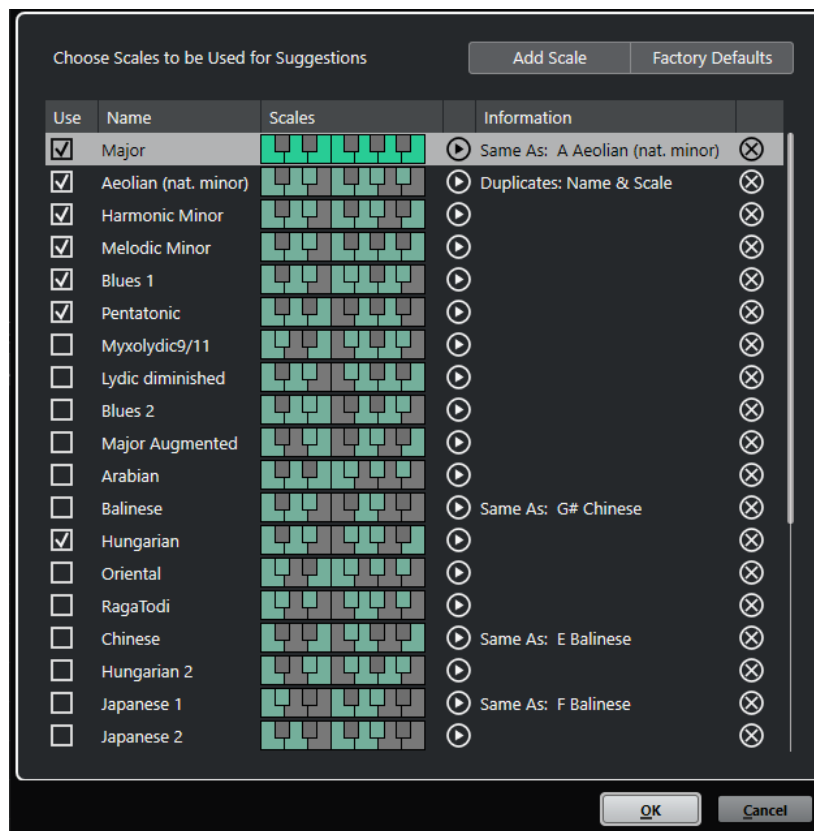 Choose Scales to be Used for Suggestions Add Scale Factory Defaults
Use Name Scales Information
Major Same As: A Aeolian (nat. minor)
Aeolian (nat. minor) Duplicates: Name & Scale
Harmonic Minor
Melodic Minor
Blues 1
Pentatonic
Myxolydic9/11
Lydic diminished
Blues 2
Major Augmented
Arabian
Balinese Same As: G# Chinese
Hungarian
Oriental
RagaTodi
Chinese Same As: E Balinese
Hungarian 2
Japanese 1 Same As: F Balinese
Japanese 2
OK Cancel